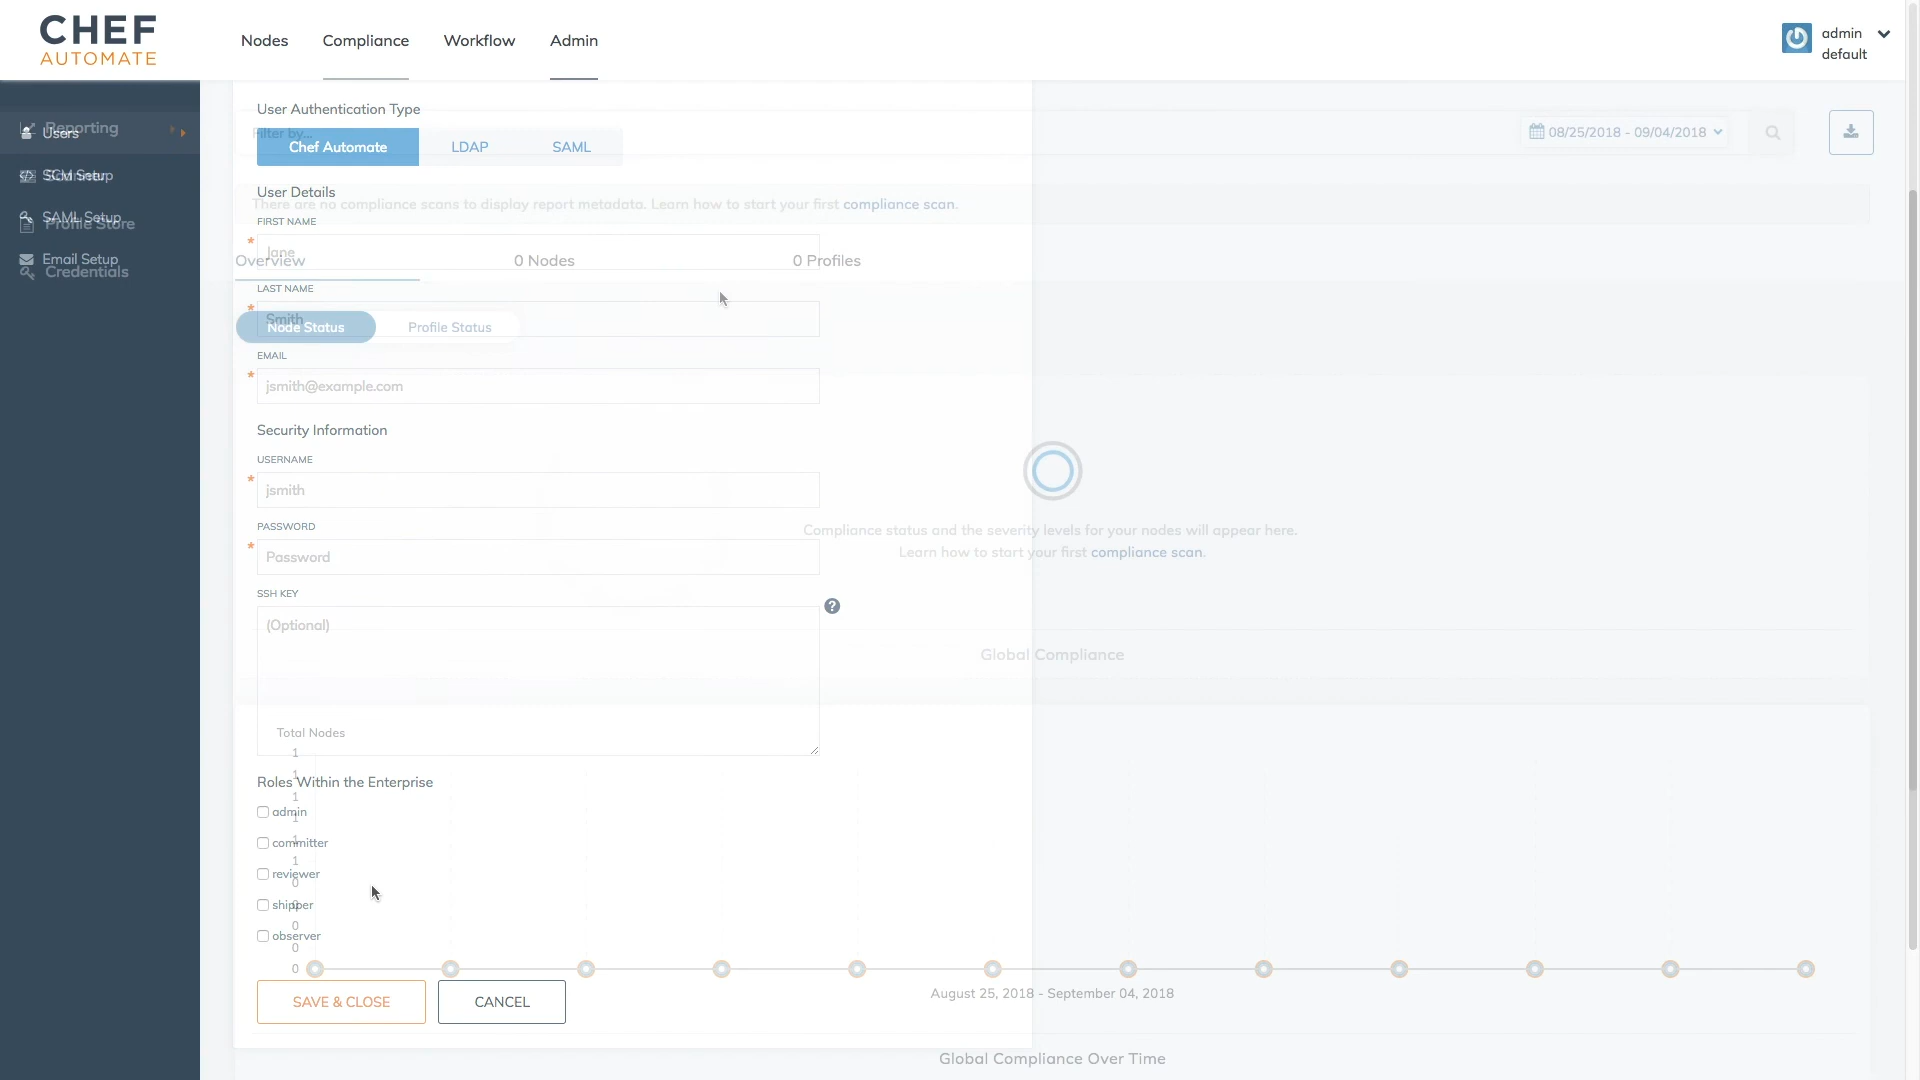 CHEF
AUTOMATE
Nodes
Compliance
Workflow
Admin
admin
default
Reporting
Users
SCM Setup
SAML Setup
Profile Store
Email Setup
Credentials
User Authentication Type
Filter by...
Chef Automate
LDAP
SAML
08/25/2018 - 09/04/2018
User Details
There are no compliance scans to display report metadata. Learn how to start your first compliance scan.
FIRST NAME
*
Jane
Overview
0 Nodes
0 Profiles
LAST NAME
*
Smith
Node Status
Profile Status
EMAIL
*
jsmith@example.com
Security Information
USERNAME
*
jsmith
PASSWORD
*
Password
Compliance status and the severity levels for your nodes will appear here.
Learn how to start your first compliance scan.
SSH KEY
?
(Optional)
Global Compliance
Total Nodes
1
1
Roles Within the Enterprise
1
admin
1
1
committer
1
reviewer
0
shipper
0
0
observer
0
0
August 25, 2018 - September 04, 2018
SAVE & CLOSE
CANCEL
Global Compliance Over Time